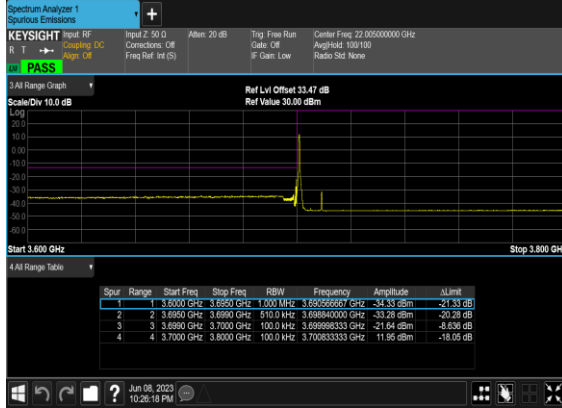 Spectrum Analyzer 1
Spurious Emissions
+
KEYSIGHT Input: RF Input Z: 50 Ω Atten: 20 dB Trig: Free Run Center Freq: 22.005000000 GHz
R T Coupling: DC Corrections: Off Gate: Off Avg|Hold: 100/100
Align: Off Freq Ref: Int (S) IF Gain: Low Radio Std: None
PASS
3 All Range Graph
Ref Lvl Offset 33.47 dB
Scale/Div 10.0 dB Ref Value 30.00 dBm
Log
20.0
10.0
0.00
-10.0
-20.0
-30.0
-40.0
-50.0
-60.0
Start 3.600 GHz Stop 3.800 GH
4 All Range Table
Spur Range Start Freq Stop Freq RBW Frequency Amplitude ΔLimit
1 1 3.6000 GHz 3.6950 GHz 1.000 MHz 3.690566667 GHz -34.33 dBm -21.33 dB
2 2 3.6950 GHz 3.6990 GHz 510.0 kHz 3.698840000 GHz -33.28 dBm -20.28 dB
3 3 3.6990 GHz 3.7000 GHz 100.0 kHz 3.699998333 GHz -21.64 dBm -8.636 dB
4 4 3.7000 GHz 3.8000 GHz 100.0 kHz 3.700833333 GHz 11.95 dBm -18.05 dB
? Jun 08, 2023
10:26:18 PM